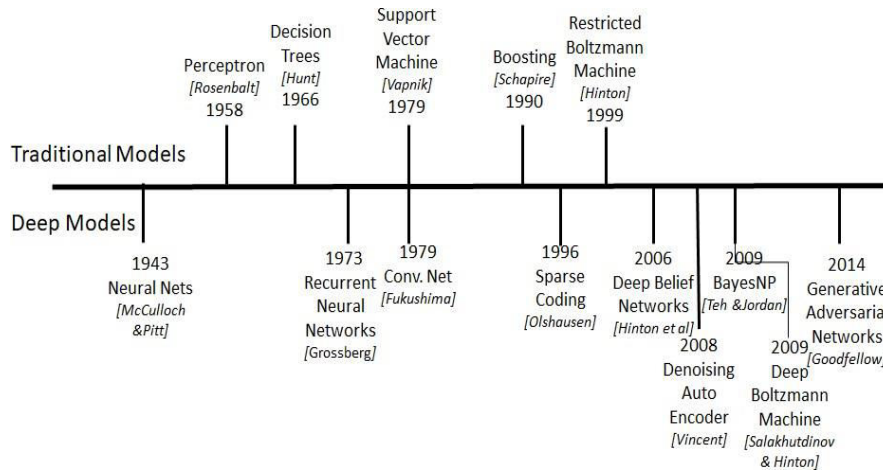 Perceptron
[Rosenbalt]
1958
Decision
Trees
[Hunt]
1966
Support
Vector
Machine
[Vapnik]
1979
Boosting
[Schapire]
1990
Restricted
Boltzmann
Machine
[Hinton]
1999
Traditional Models
Deep Models
1943
Neural Nets
[McCulloch
&Pitt]
1973
Recurrent
Neural
Networks
[Grossberg]
1979
Conv. Net
[Fukushima]
1996
Sparse
Coding
[Olshausen]
2006
Deep Belief
Networks
[Hinton et al]
2008
Denoising
Auto
Encoder
[Vincent]
2009
BayesNP
[Teh &Jordan]
2009
Deep
Boltzmann
Machine
[Salakhutdinov
& Hinton]
2014
Generative
Adversaria
Networks
[Goodfellow]